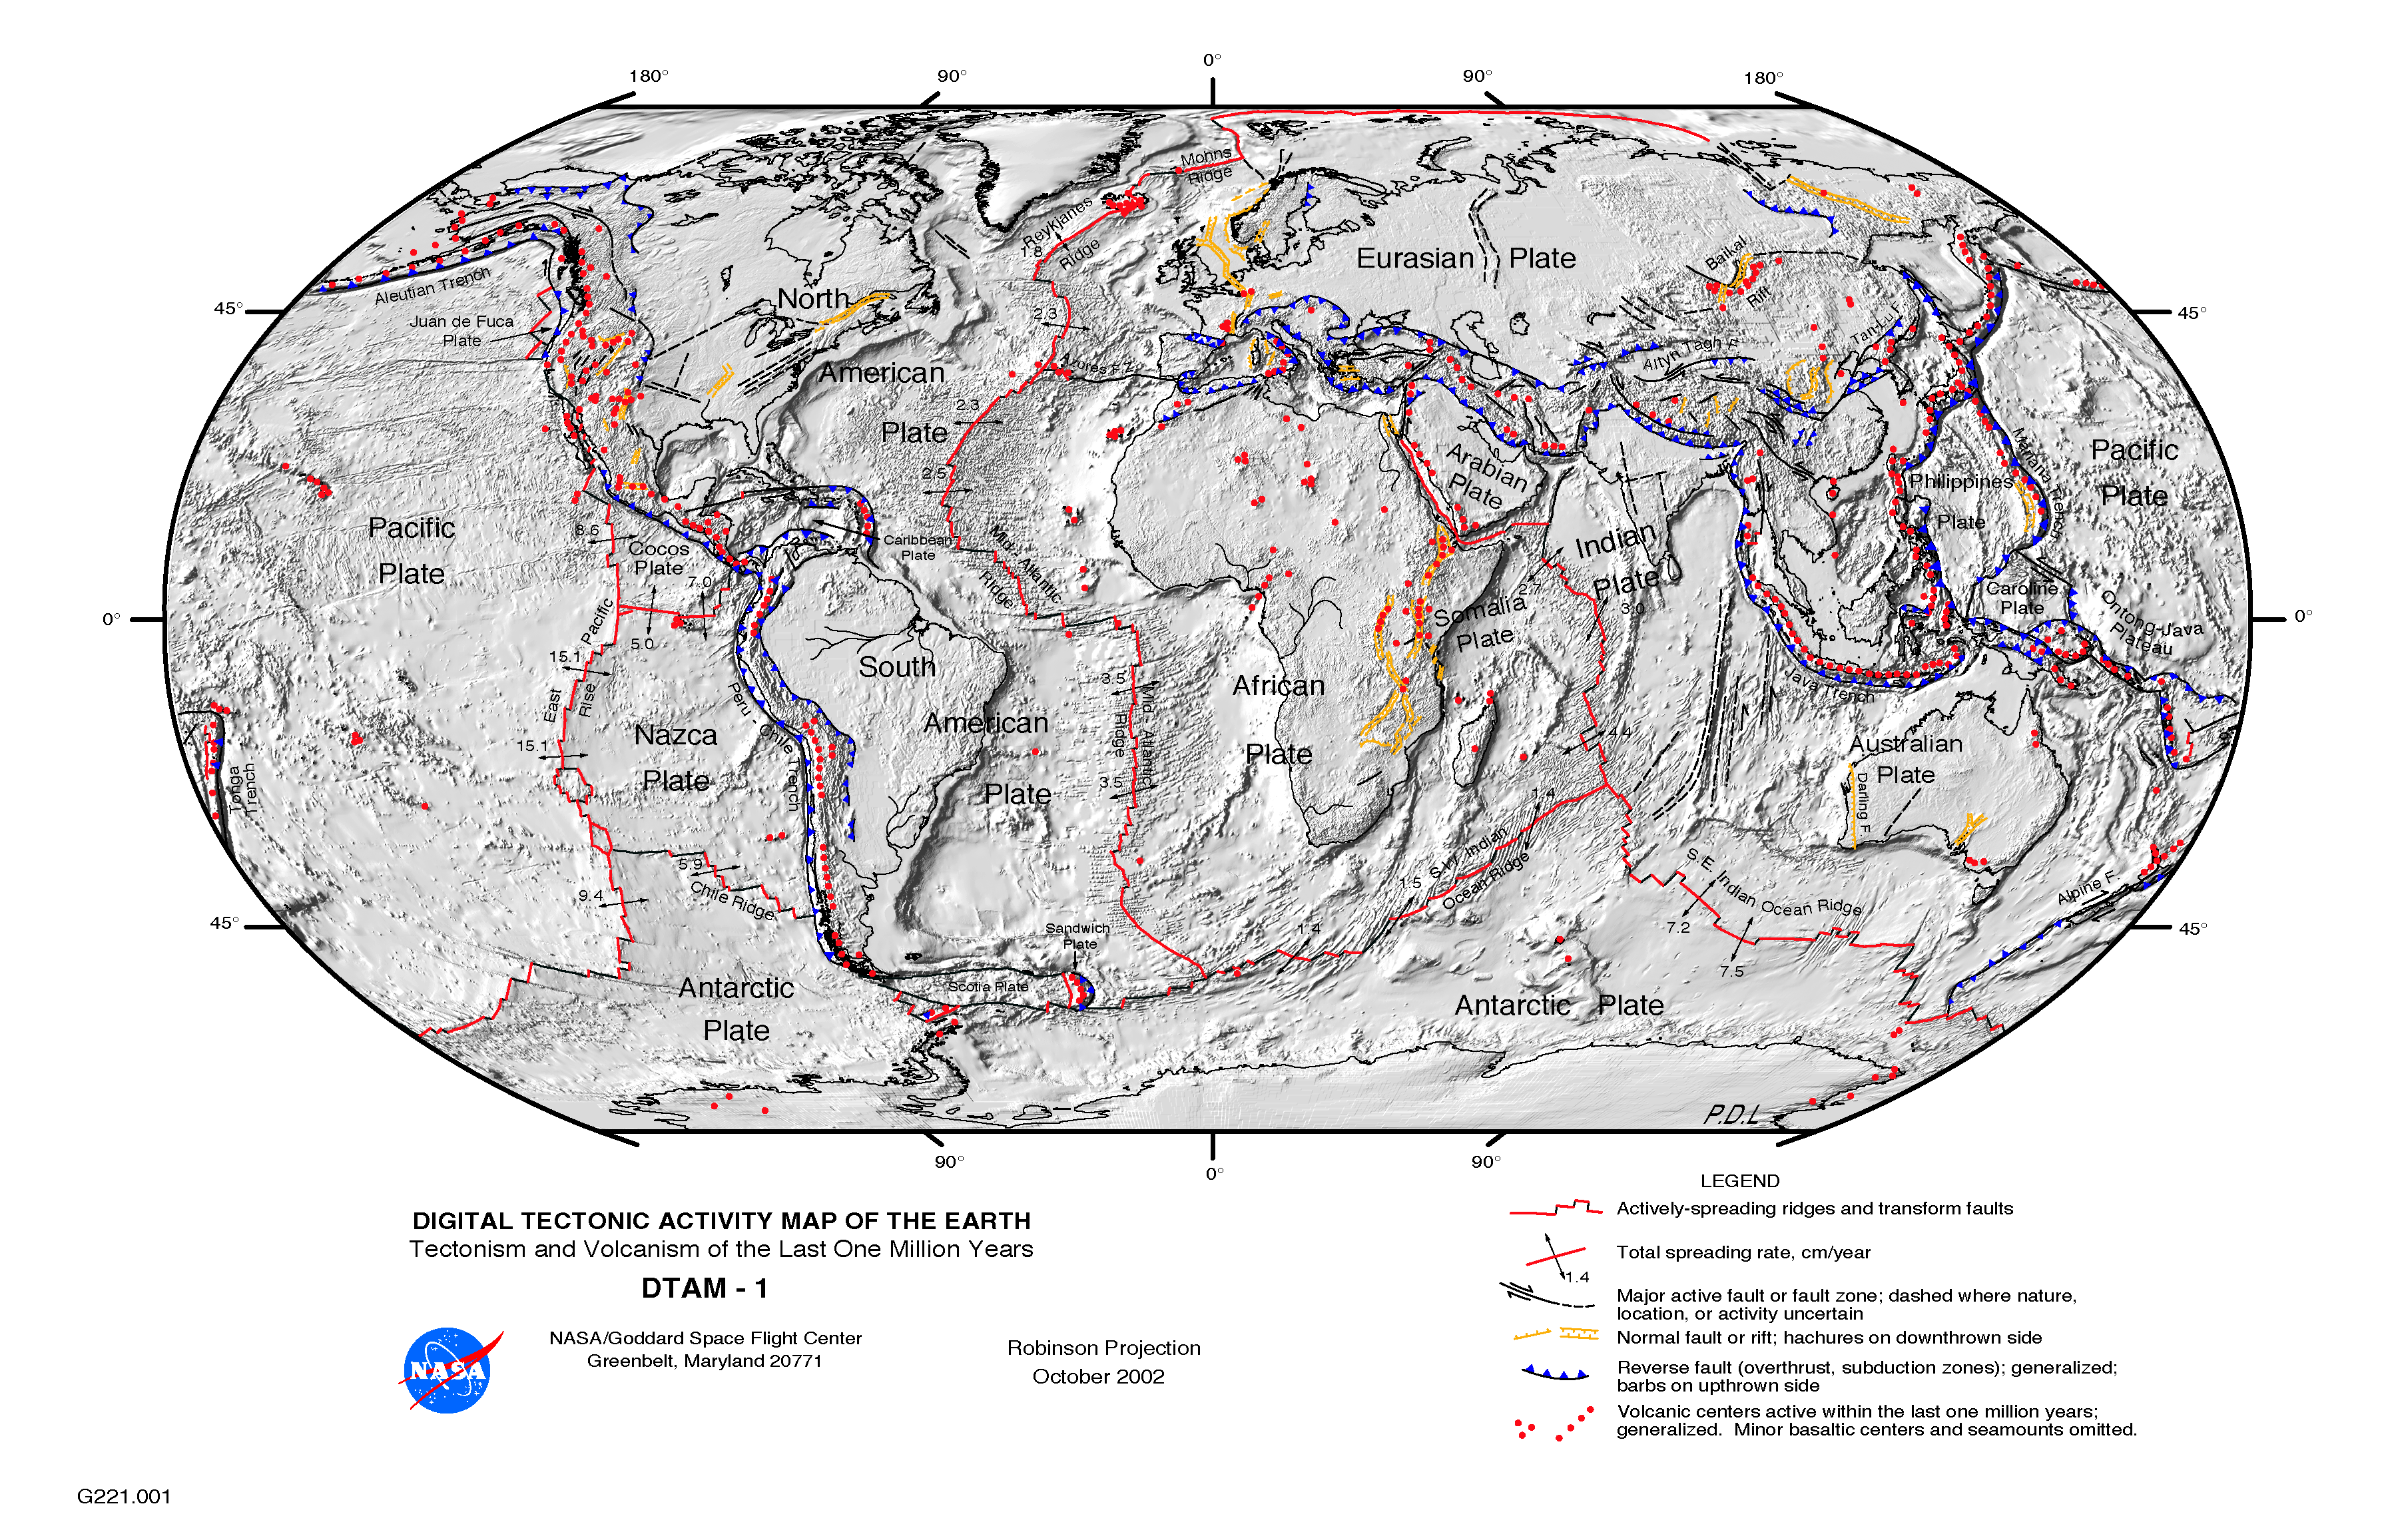 0°
180°
90°
90°
180°
Mohns
Ridge
Reykjanes
Ridge
1.8
Eurasian Plate
Baikal
Rift
Aleutian Trench
North
45°
45°
Juan de Fuca
Plate
2.3
Tan-Lu F.
Altyn Tagh F.
Azores F.Z.
American
2.3
Plate
Arabian
Plate
Mariana Trench
Pacific
Plate
2.5
Philippines
Plate
Pacific
Plate
8.6
Cocos
Plate
7.0
Caribbean
Plate
Mid-Atlantic
Ridge
Indian
Plate
2.7
3.0
Caroline
Plate
Ontong-Java
Plateau
0°
0°
Somalia
Plate
5.0
East Pacific
Rise
15.1
South
American
Plate
3.5
Mid-Atlantic
Ridge
African
Plate
Java Trench
Peru - Chile Trench
Nazca
Plate
15.1
4.4
Australian
Plate
Darling F.
Tonga
Trench
3.5
1.4
S.W. Indian
Ocean Ridge
1.5
S.E. Indian Ocean Ridge
5.9
Chile Ridge
9.4
Alpine F.
45°
45°
Sandwich
Plate
1.4
7.2
7.5
Scotia Plate
Antarctic
Plate
Antarctic Plate
P.D.L
90°
0°
90°
DIGITAL TECTONIC ACTIVITY MAP OF THE EARTH
Tectonism and Volcanism of the Last One Million Years
DTAM - 1
NASA
NASA/Goddard Space Flight Center
Greenbelt, Maryland 20771
Robinson Projection
October 2002
LEGEND
Actively-spreading ridges and transform faults
Total spreading rate, cm/year
1.4
Major active fault or fault zone; dashed where nature,
location, or activity uncertain
Normal fault or rift; hachures on downthrown side
Reverse fault (overthrust, subduction zones); generalized;
barbs on upthrown side
Volcanic centers active within the last one million years;
generalized. Minor basaltic centers and seamounts omitted.
G221.001